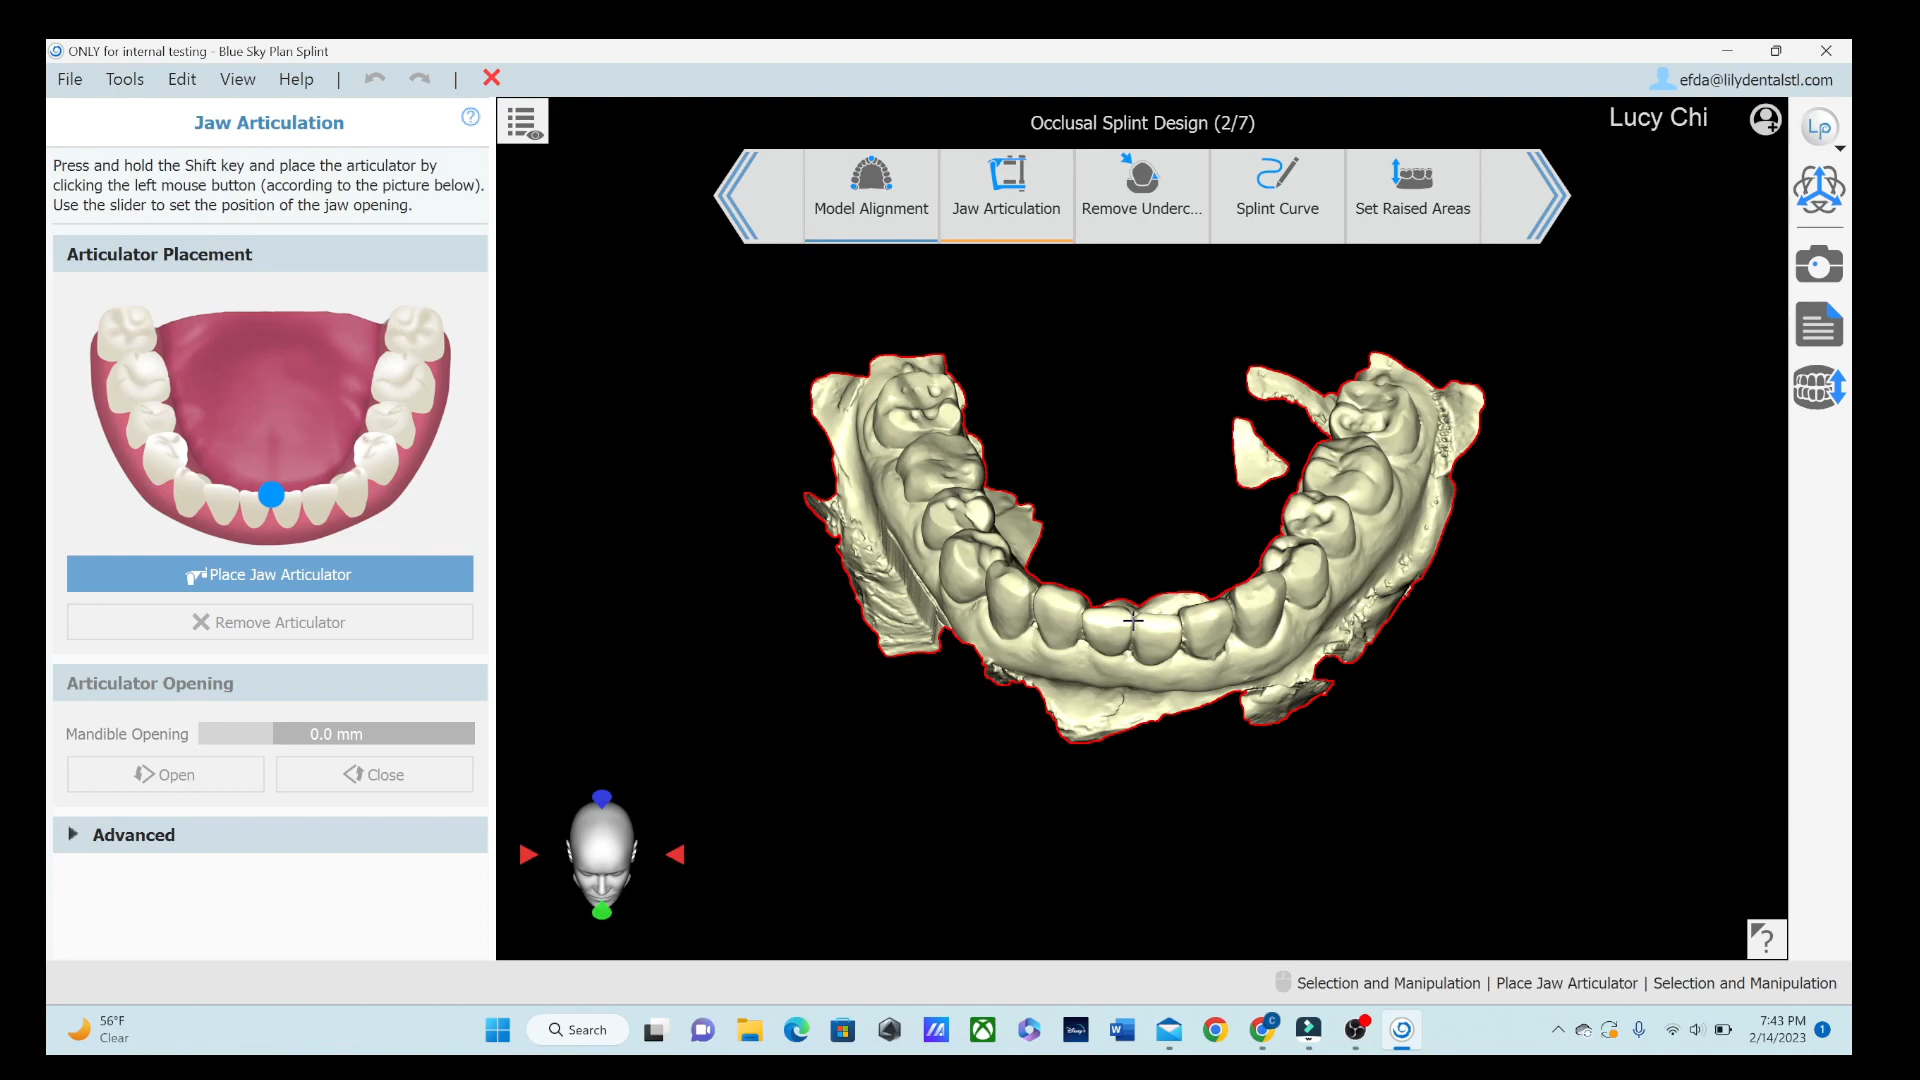 ONLY for internal testing - Blue Sky Plan Splint
File Tools Edit View Help
efda@lilydentalstl.com
Jaw Articulation
Press and hold the Shift key and place the articulator by
clicking the left mouse button (according to the picture below).
Use the slider to set the position of the jaw opening.
Articulator Placement
Place Jaw Articulator
Remove Articulator
Articulator Opening
Mandible Opening 0.0 mm
Open Close
Advanced
Occlusal Splint Design (2/7)
Lucy Chi
Model Alignment Jaw Articulation Remove Underc... Splint Curve Set Raised Areas
Lp
?
Selection and Manipulation | Place Jaw Articulator | Selection and Manipulation
56°F
Clear
Search
Disney+
W
C
7:43 PM
2/14/2023
1